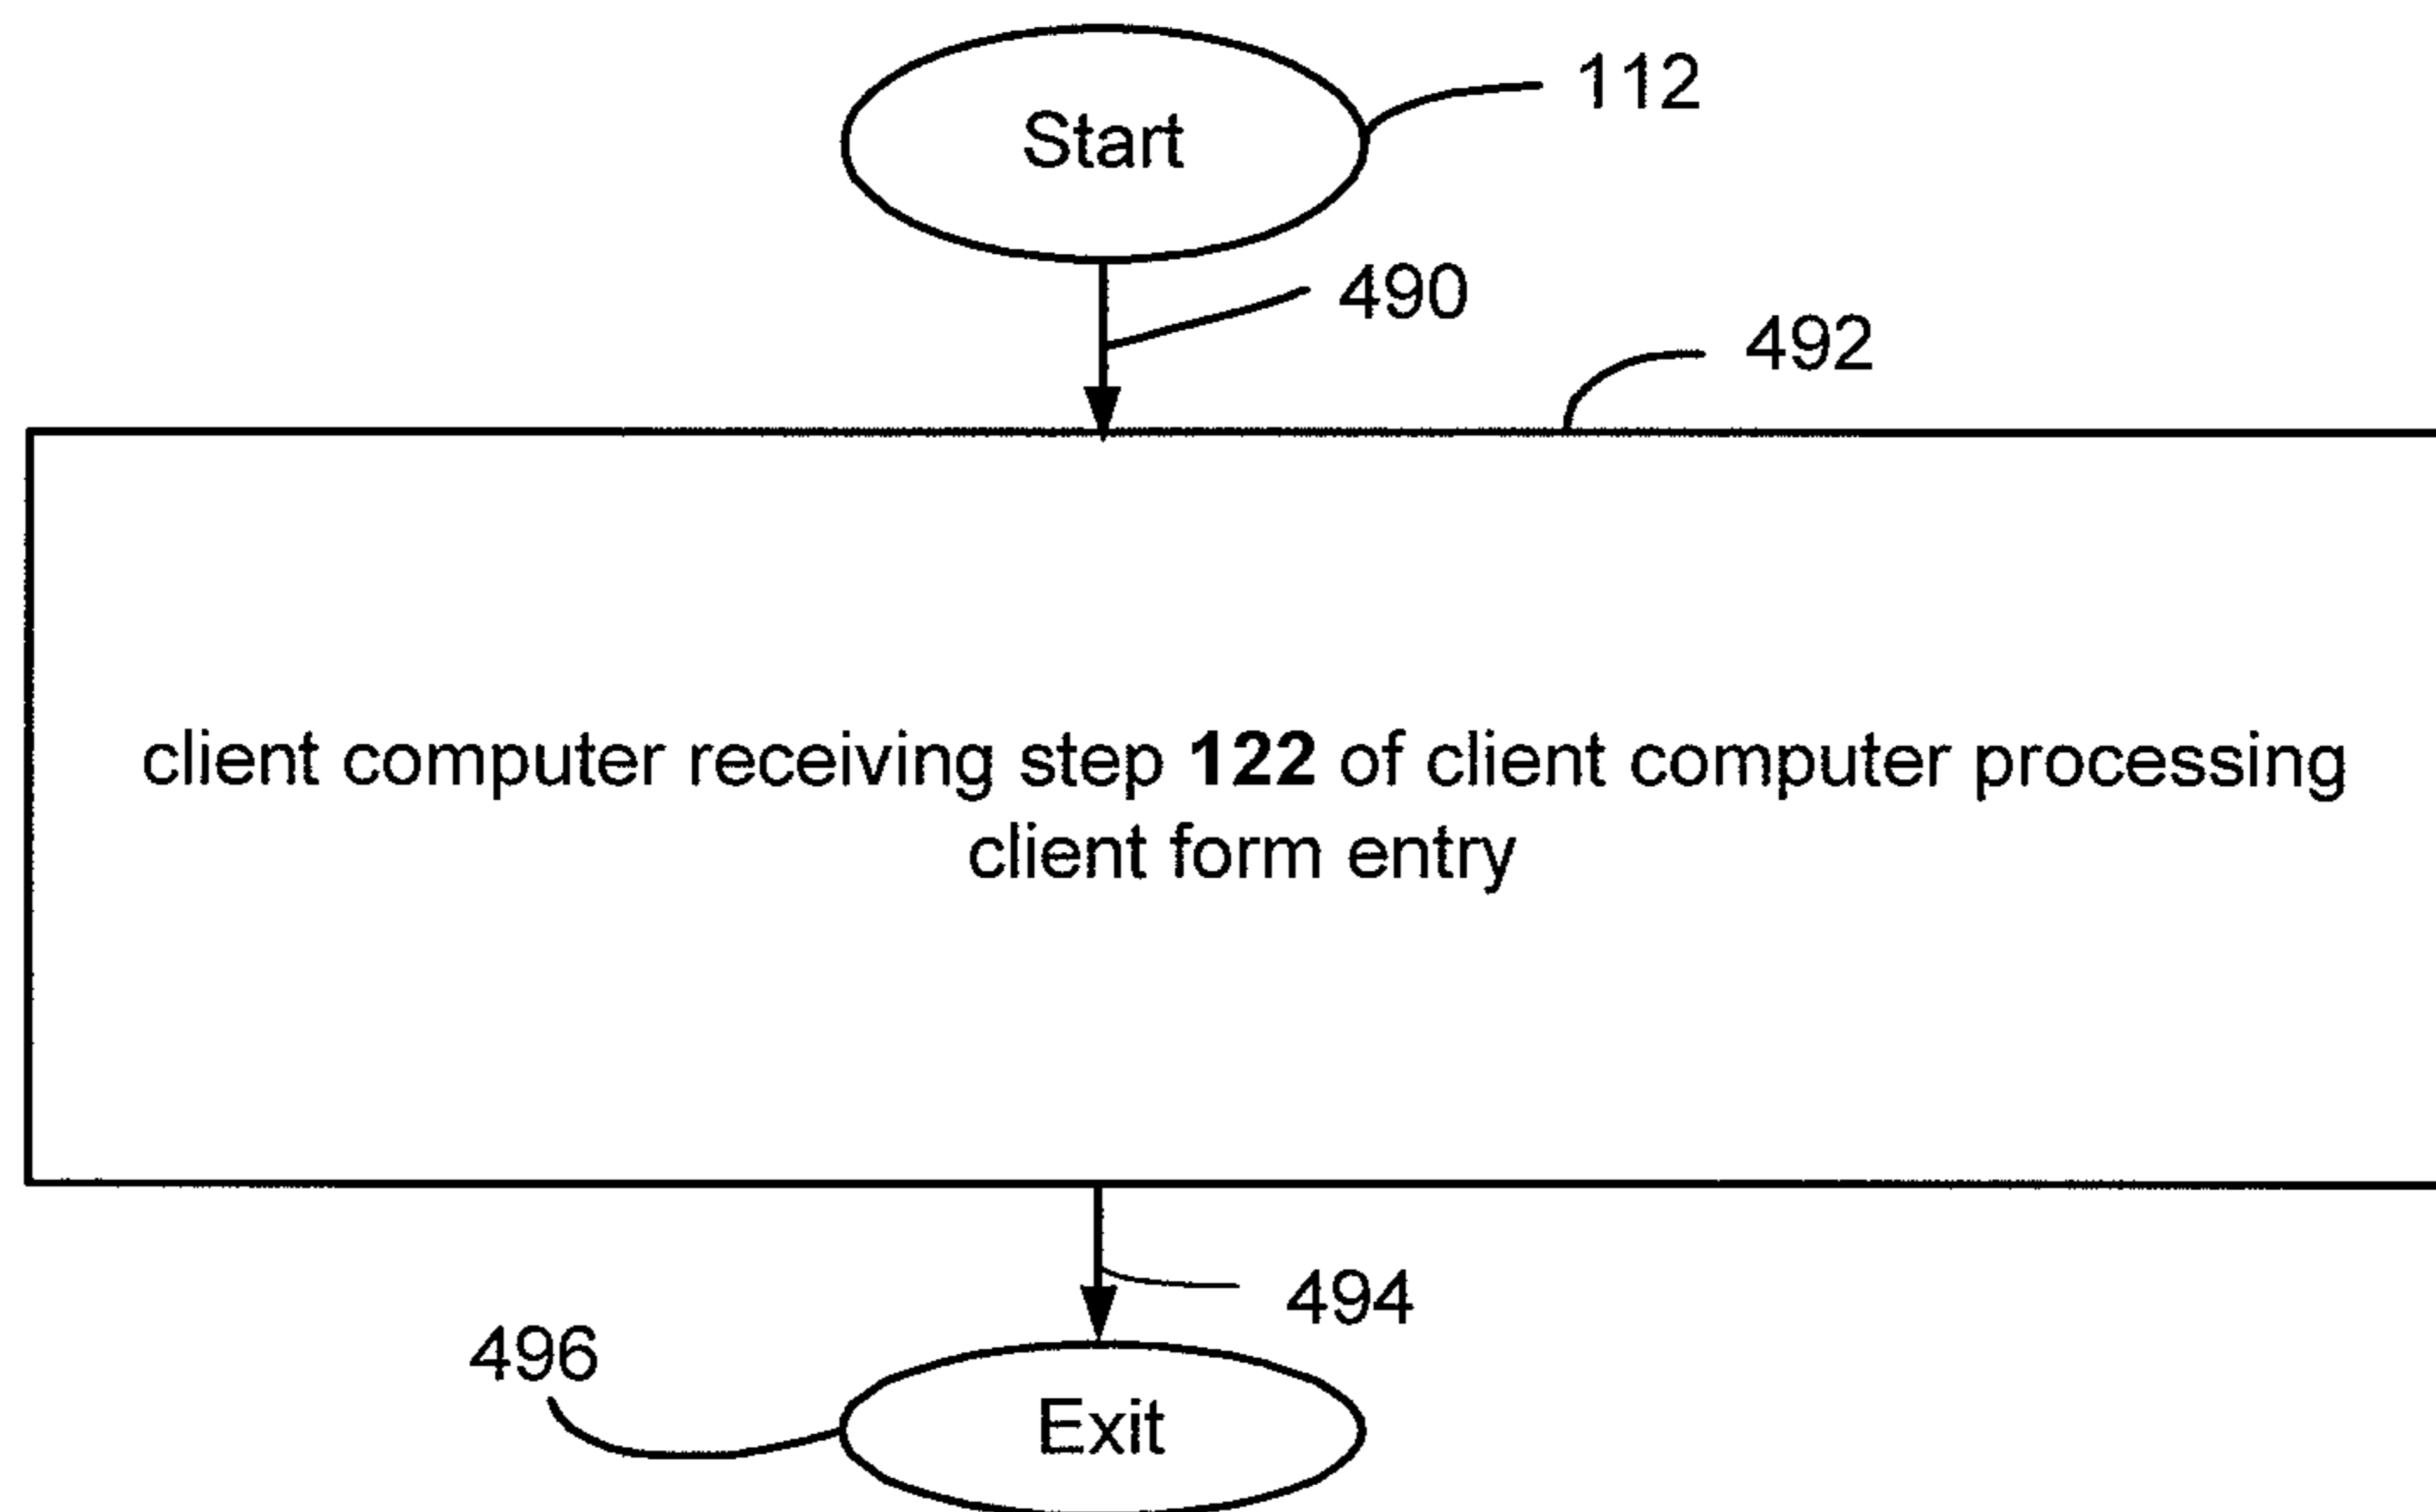 Start
112
490
492
client computer receiving step 122 of client computer processing
client form entry
494
496
Exit